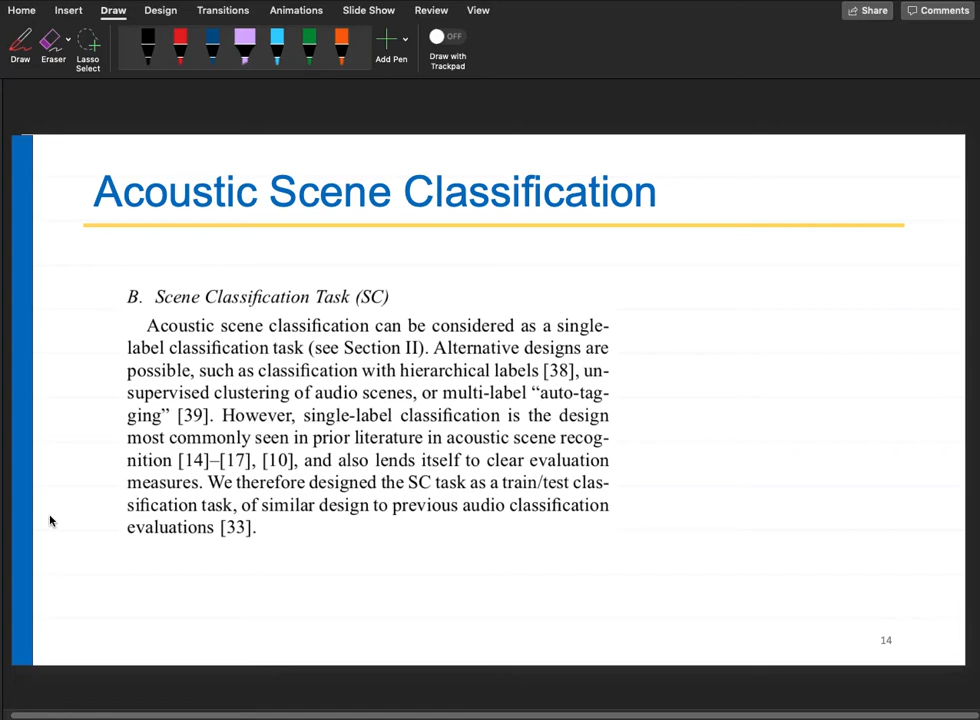 Home Insert Draw Design Transitions Animations Slide Show Review View Share Comments
Draw Eraser Lasso Select Add Pen OFF Draw with Trackpad
Acoustic Scene Classification
B. Scene Classification Task (SC)
Acoustic scene classification can be considered as a single-
label classification task (see Section II). Alternative designs are
possible, such as classification with hierarchical labels [38], un-
supervised clustering of audio scenes, or multi-label “auto-tag-
ging” [39]. However, single-label classification is the design
most commonly seen in prior literature in acoustic scene recog-
nition [14]–[17], [10], and also lends itself to clear evaluation
measures. We therefore designed the SC task as a train/test clas-
sification task, of similar design to previous audio classification
evaluations [33].
14